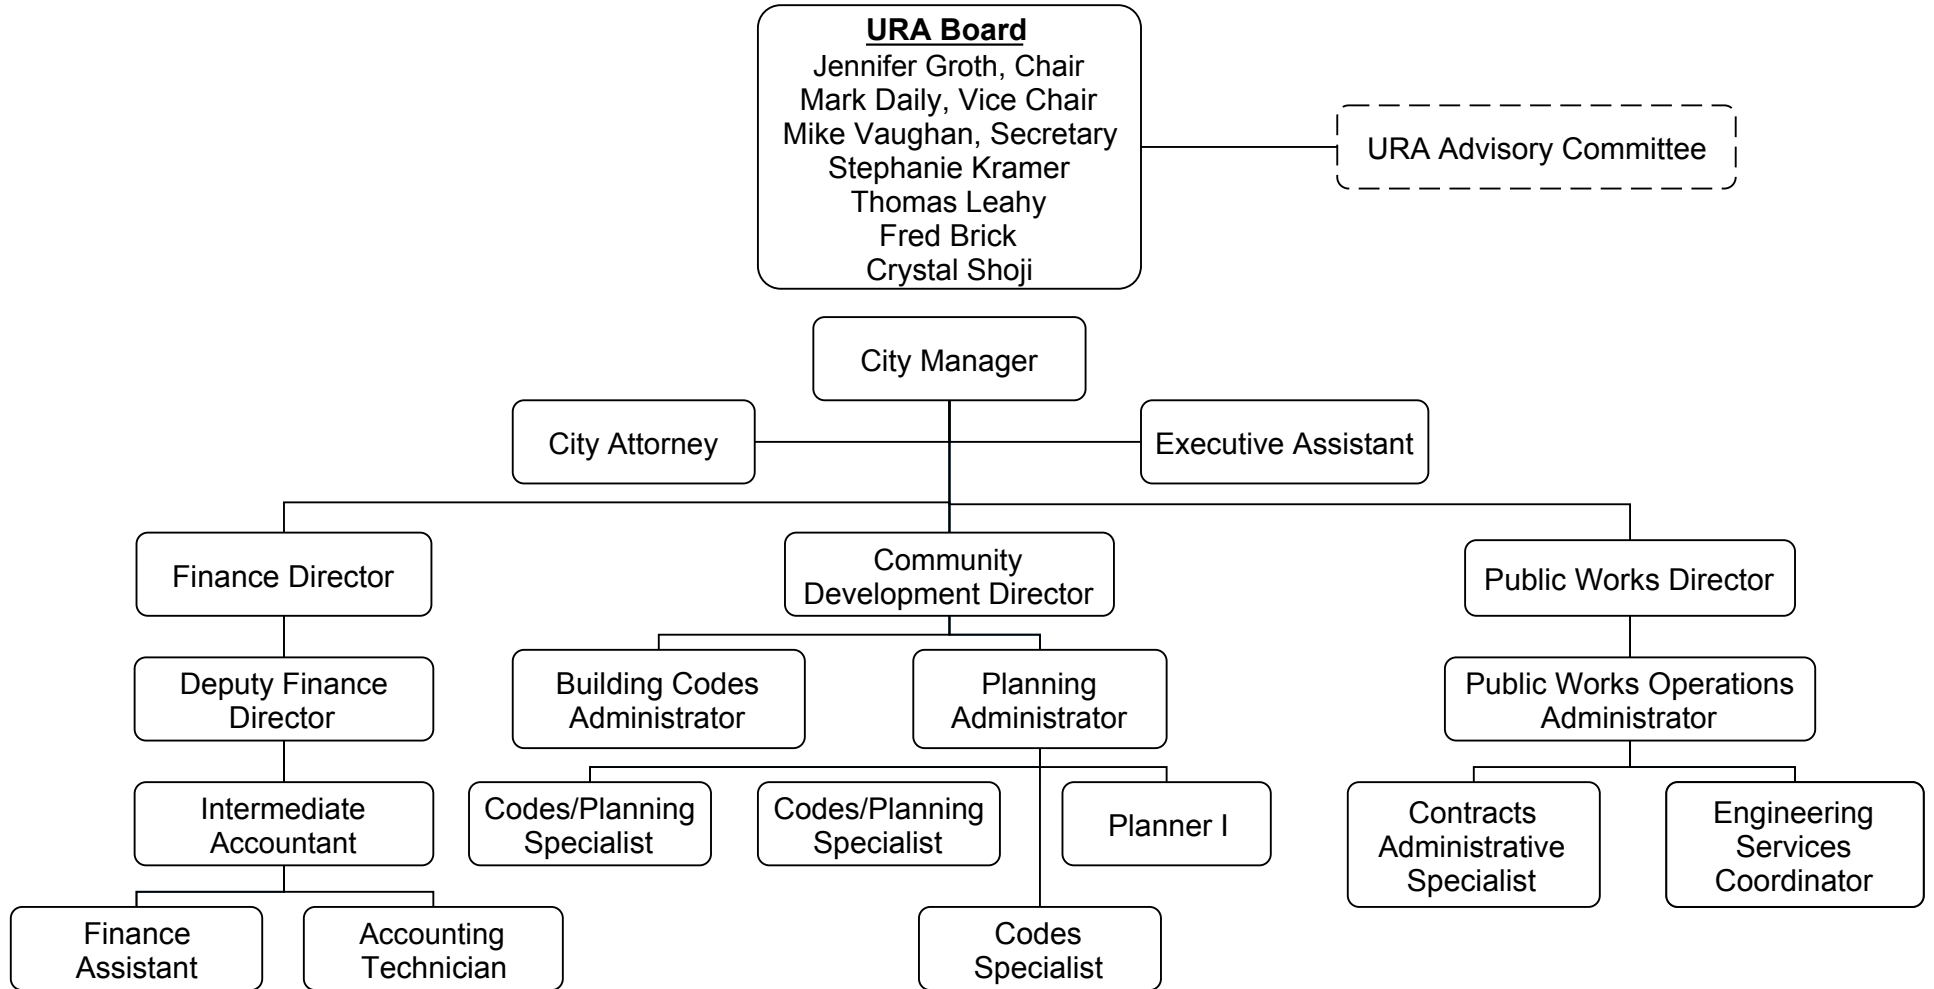 URA Board
Jennifer Groth, Chair
Mark Daily, Vice Chair
Mike Vaughan, Secretary
Stephanie Kramer
Thomas Leahy
Fred Brick
Crystal Shoji
URA Advisory Committee
City Manager
City Attorney
Executive Assistant
Finance Director
Community
Development Director
Public Works Director
Deputy Finance
Director
Building Codes
Administrator
Planning
Administrator
Public Works Operations
Administrator
Intermediate
Accountant
Codes/Planning
Specialist
Codes/Planning
Specialist
Planner I
Contracts
Administrative
Specialist
Engineering
Services
Coordinator
Finance
Assistant
Accounting
Technician
Codes
Specialist